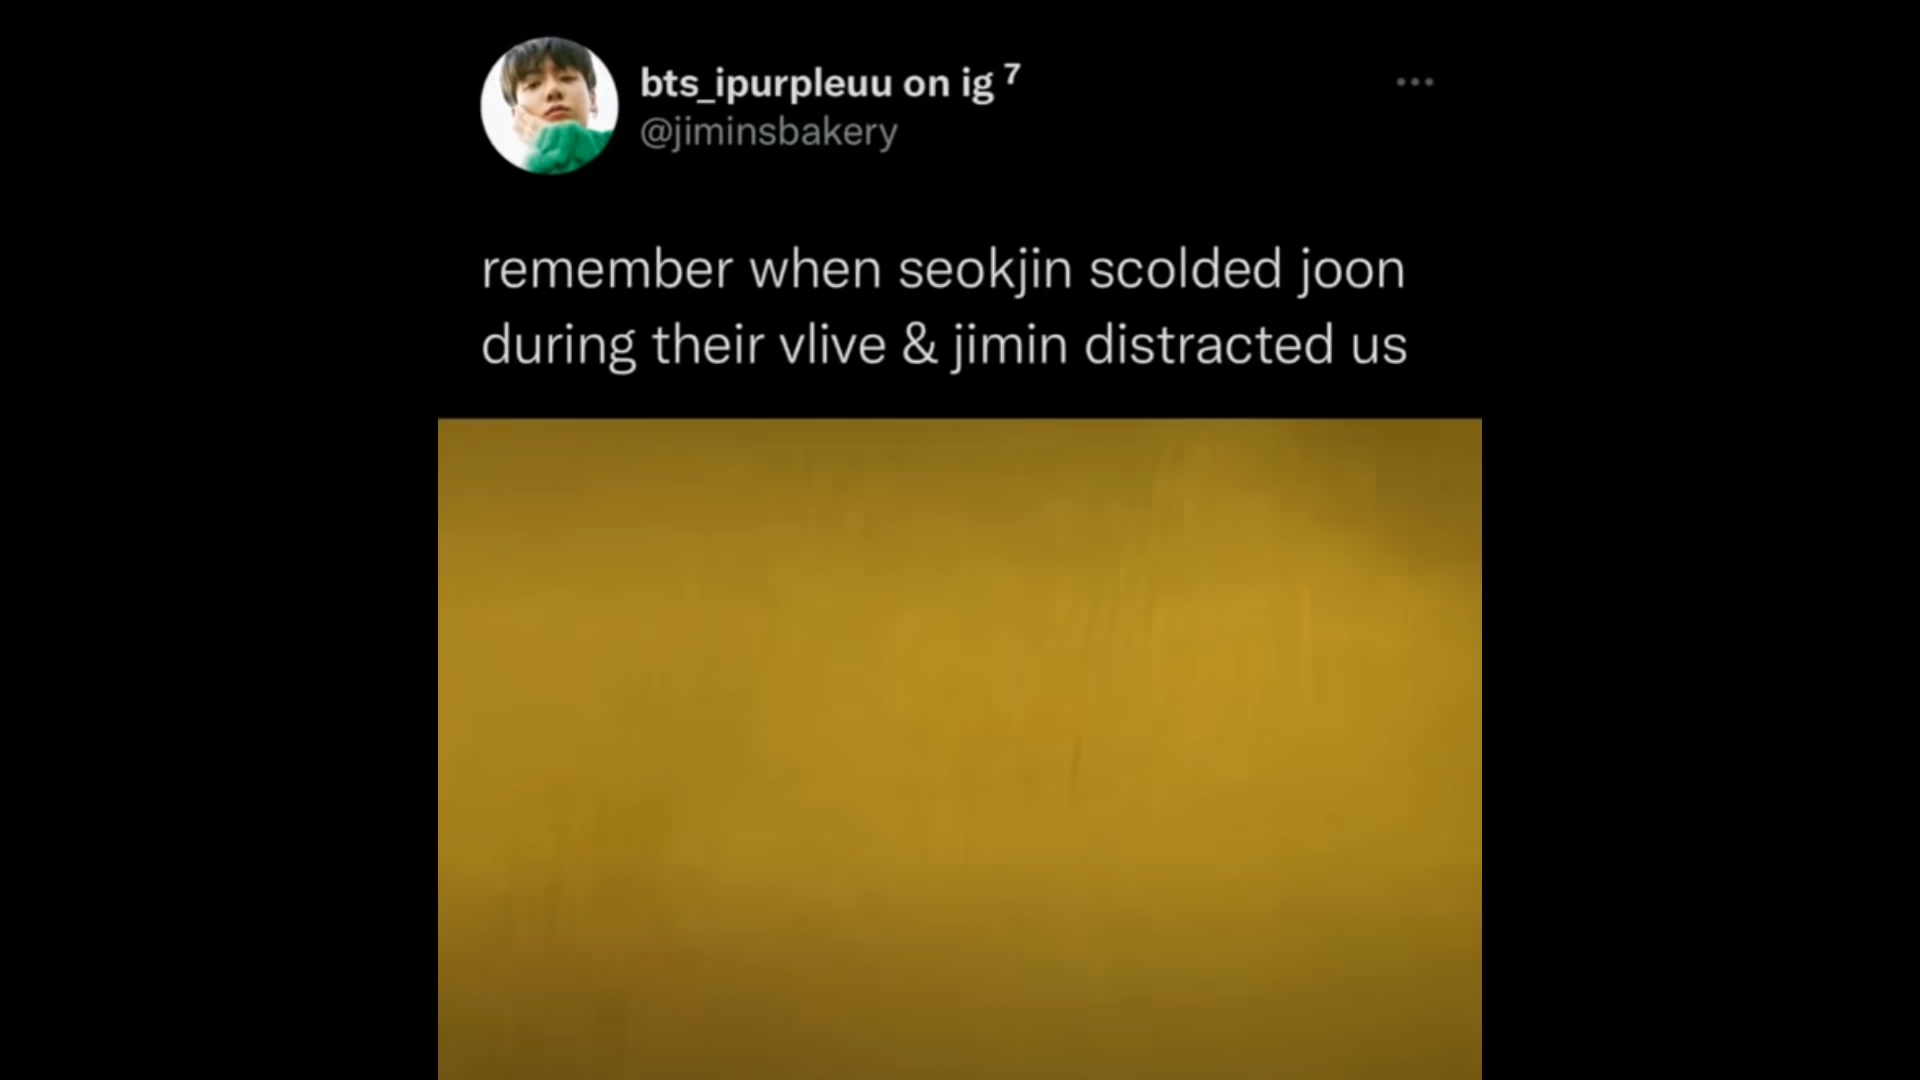 bts_ipurpleuu on ig ⁷
@jiminsbakery
remember when seokjin scolded joon
during their vlive & jimin distracted us